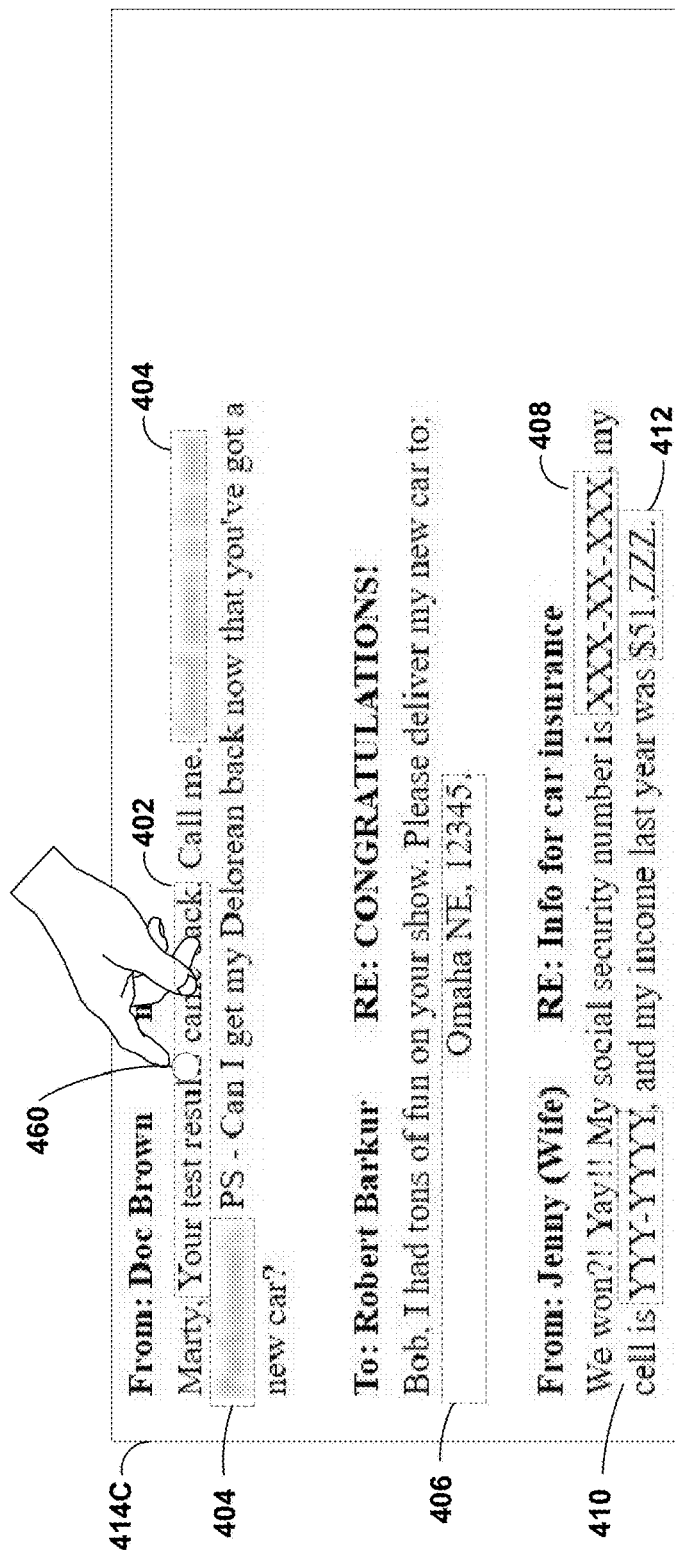 460
414C
From: Doc Brown
402
404
Marty, Your test results back. Call me.
404
PS - Can I get my Delorean back now that you've got a
new car?
To: Robert Barkur RE: CONGRATULATIONS!
Bob, I had tons of fun on your show. Please deliver my new car to:
406
Omaha NE, 12345.
From: Jenny (Wife) RE: Info for car insurance
408
We won?! Yay!! My social security number is XXX-XX-XXX, my
410
cell is YYY-YYYY, and my income last year was $51,ZZZ.
412